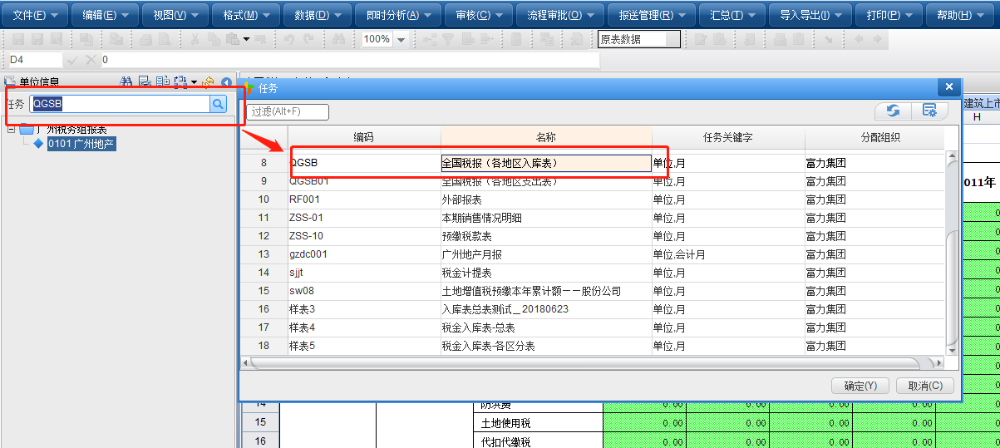 文件(F) 编辑(E) 视图(V) 格式(M) 数据(D) 即时分析(A) 审核(C) 流程审批(O) 报送管理(R) 汇总(T) 导入导出(I) 打印(P) 帮助(H)
100% 原表数据
D4 0
单位信息
任务 QGSB
广州税务组报表
0101 广州地产
任务
过滤(Alt+F)
编码 名称 任务关键字 分配组织
8 QGSB 全国税报（各地区入库表） 单位,月 富力集团
9 QGSB01 全国税报（各地区支出表） 单位,月 富力集团
10 RF001 外部报表 单位,月 富力集团
11 ZSS-01 本期销售情况明细 单位,月 富力集团
12 ZSS-10 预缴税款表 单位,月 富力集团
13 gzdc001 广州地产月报 单位,会计月 富力集团
14 sjjt 税金计提表 单位,月 富力集团
15 sw08 土地增值税预缴本年累计额——股份公司 单位,月 富力集团
16 样表3 入库表总表测试＿20180623 单位,月 富力集团
17 样表4 税金入库表-总表 单位,月 富力集团
18 样表5 税金入库表-各区分表 单位,月 富力集团
确定(Y) 取消(C)
建筑上市
H
011年
14 防洪费 0.00 0.00 0.00 0.00
15 土地使用税 0.00 0.00 0.00 0.00
16 代扣代缴税 0.00 0.00 0.00 0.00